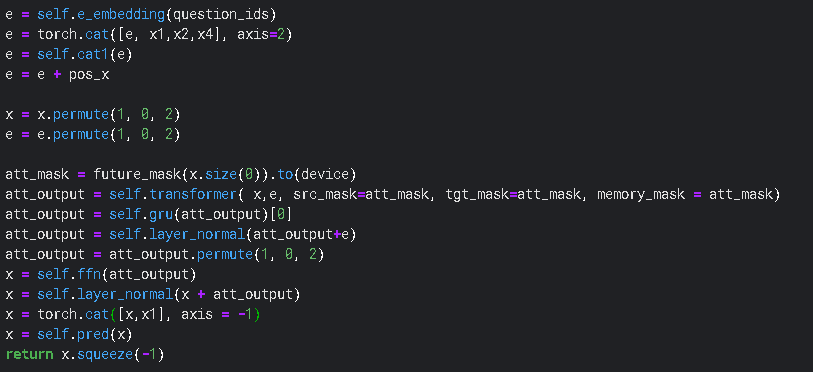 e = self.e_embedding(question_ids)
e = torch.cat([e, x1,x2,x4], axis=2)
e = self.cat1(e)
e = e + pos_x
x = x.permute(1, 0, 2)
e = e.permute(1, 0, 2)
att_mask = future_mask(x.size(0)).to(device)
att_output = self.transformer( x,e, src_mask=att_mask, tgt_mask=att_mask, memory_mask = att_mask)
att_output = self.gru(att_output)[0]
att_output = self.layer_normal(att_output+e)
att_output = att_output.permute(1, 0, 2)
x = self.ffn(att_output)
x = self.layer_normal(x + att_output)
x = torch.cat([x,x1], axis = -1)
x = self.pred(x)
return x.squeeze(-1)